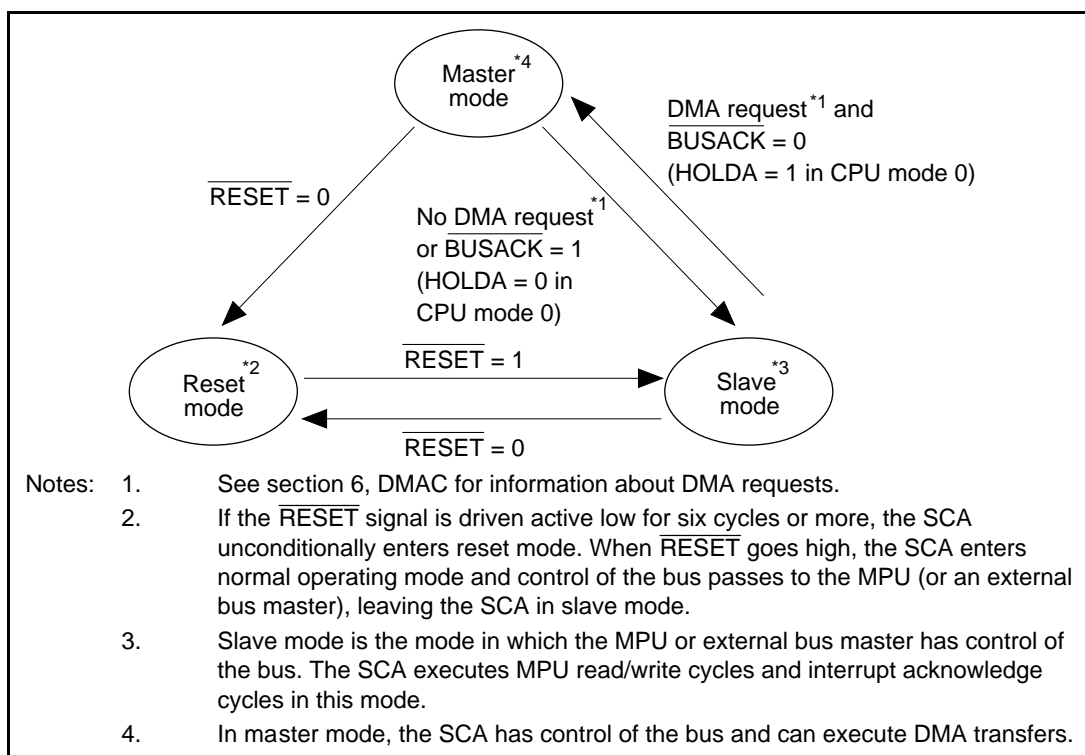 Master*4
mode
DMA request*1 and
B̅U̅S̅A̅C̅K̅ = 0
(HOLDA = 1 in CPU mode 0)
R̅E̅S̅E̅T̅ = 0
No DMA request*1
or B̅U̅S̅A̅C̅K̅ = 1
(HOLDA = 0 in
CPU mode 0)
R̅E̅S̅E̅T̅ = 1
Reset*2
mode
Slave*3
mode
R̅E̅S̅E̅T̅ = 0
Notes: 1. See section 6, DMAC for information about DMA requests.
2. If the R̅E̅S̅E̅T̅ signal is driven active low for six cycles or more, the SCA
unconditionally enters reset mode. When R̅E̅S̅E̅T̅ goes high, the SCA enters
normal operating mode and control of the bus passes to the MPU (or an external
bus master), leaving the SCA in slave mode.
3. Slave mode is the mode in which the MPU or external bus master has control of
the bus. The SCA executes MPU read/write cycles and interrupt acknowledge
cycles in this mode.
4. In master mode, the SCA has control of the bus and can execute DMA transfers.